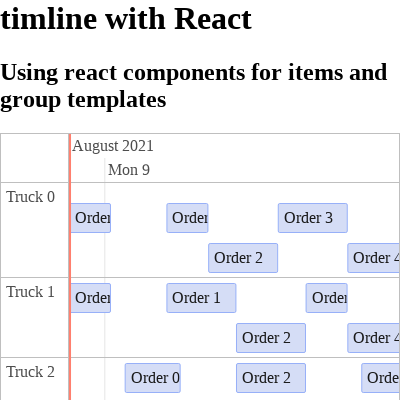 timline with React
Using react components for items and
group templates
August 2021
Mon 9
Truck 0
Order
Order
Order 3
Order 2
Order 4
Truck 1
Order
Order 1
Order
Order 2
Order 4
Truck 2
Order 0
Order 2
Orde